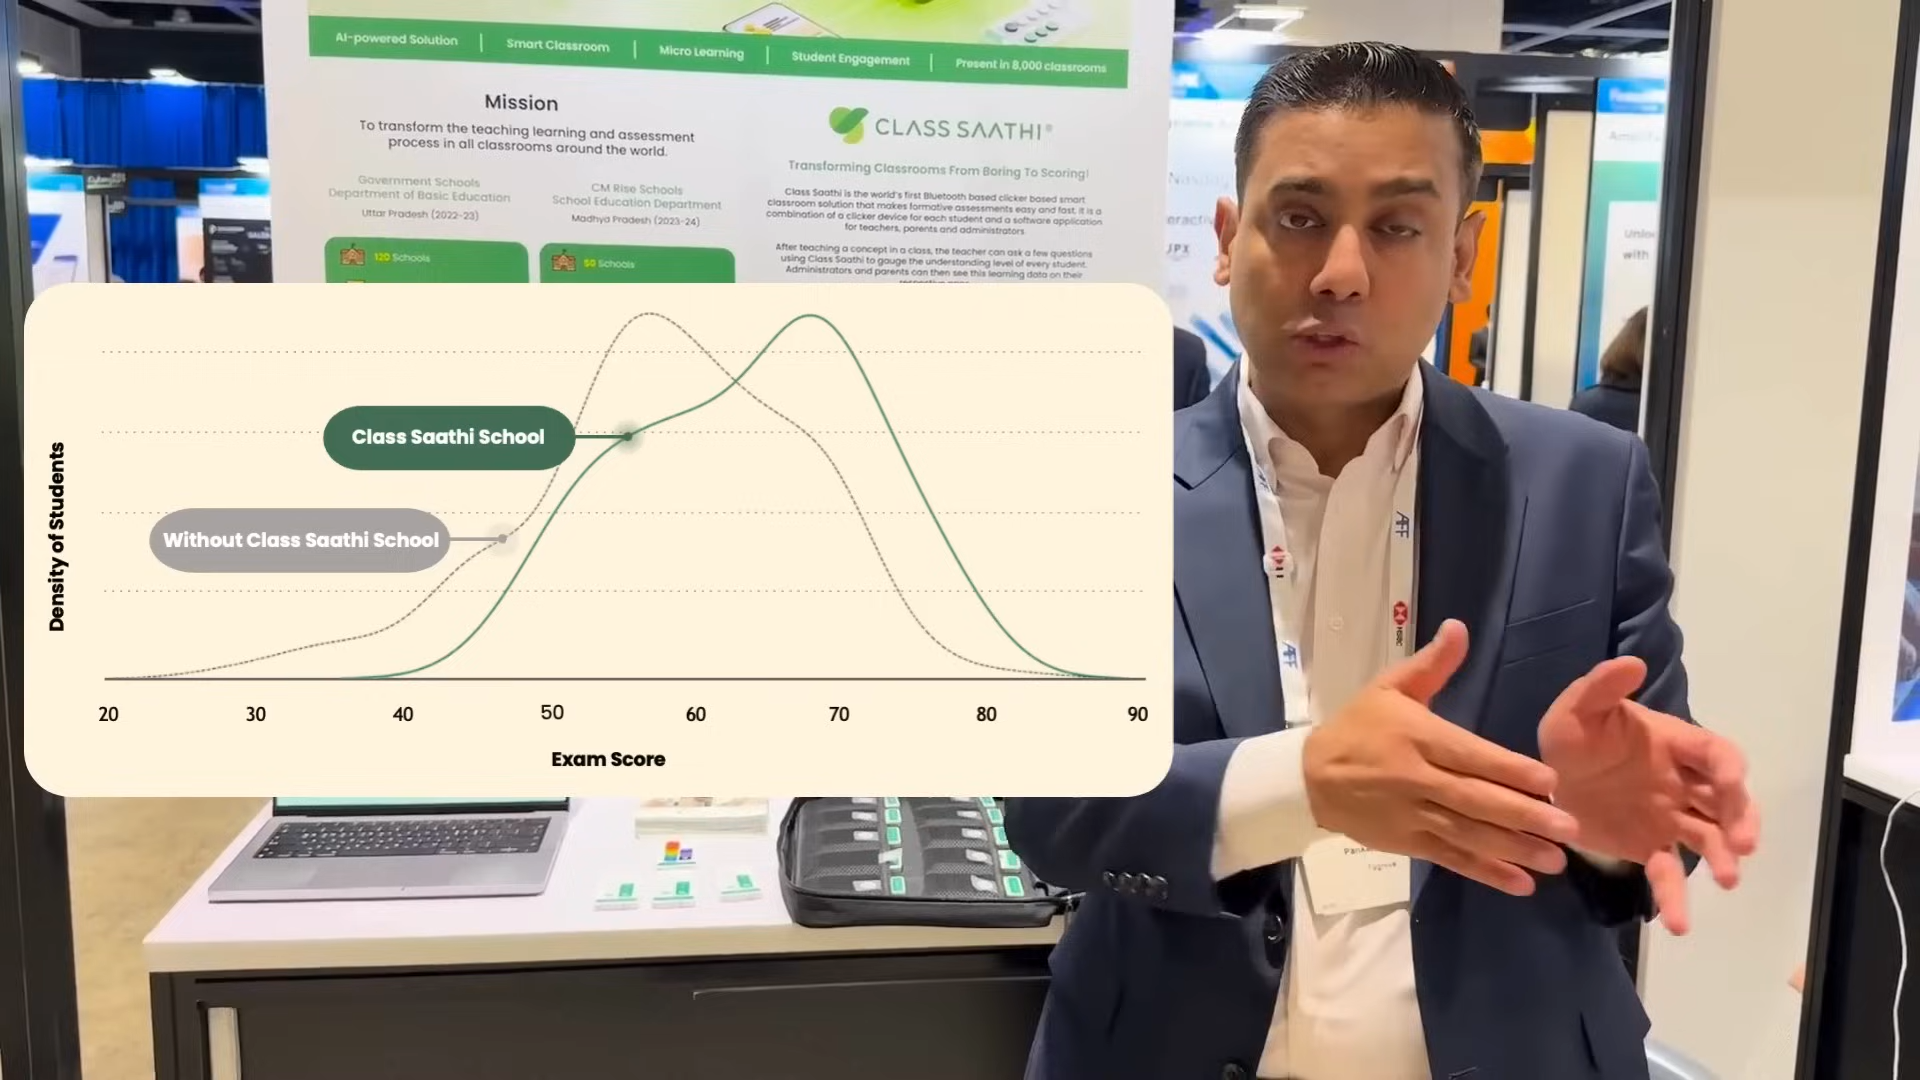 AI-powered Solution
Smart Classroom
Micro Learning
Student Engagement
Present in 8,000 classrooms
Mission
To transform the teaching learning and assessment
process in all classrooms around the world.
Government Schools
Department of Basic Education
Uttar Pradesh (2022-23)
CM Rise Schools
School Education Department
Madhya Pradesh (2023-24)
120 Schools
50 Schools
CLASS SAATHI®
Transforming Classrooms From Boring To Scoring!
Class Saathi is the world's first Bluetooth based clicker based smart
classroom solution that makes formative assessments easy and fast. It is a
combination of a clicker device for each student and a software application
for teachers, parents and administrators
After teaching a concept in a class, the teacher can ask a few questions
using Class Saathi to gauge the understanding level of every student.
Administrators and parents can then see this learning data on their
Density of Students
Class Saathi School
Without Class Saathi School
20 30 40 50 60 70 80 90
Exam Score
AFF
HSBC
AFF
with